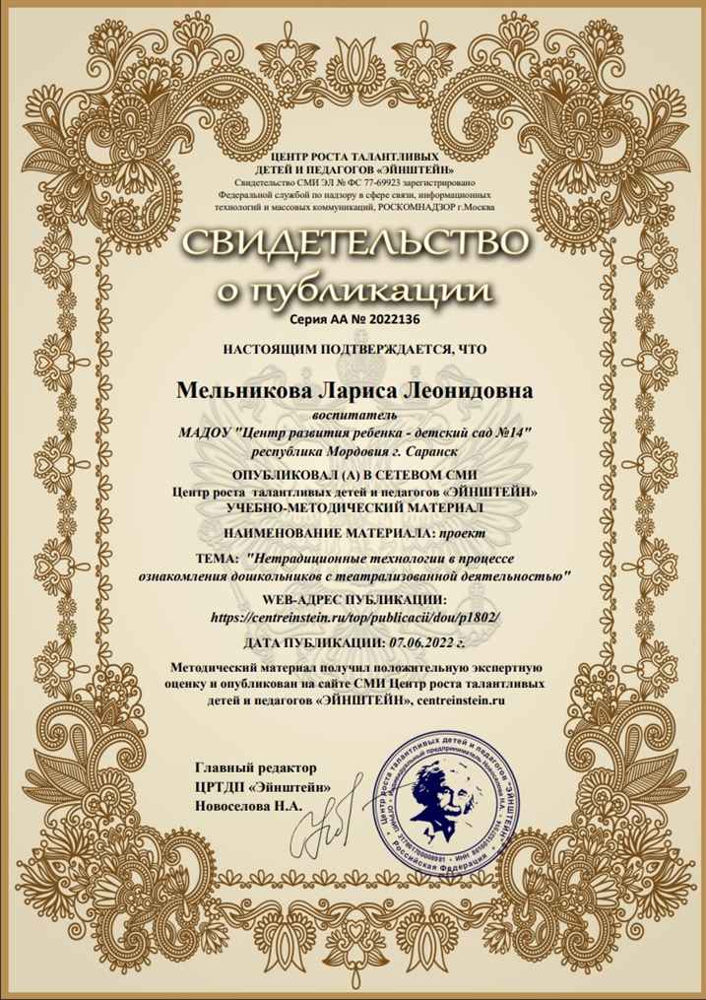 ЦЕНТР РОСТА ТАЛАНТЛИВЫХ
ДЕТЕЙ И ПЕДАГОГОВ «ЭЙНШТЕЙН»
Свидетельство СМИ ЭЛ № ФС 77-69923 зарегистрировано
Федеральной службой по надзору в сфере связи, информационных
технологий и массовых коммуникаций, РОСКОМНАДЗОР г.Москва
СВИДЕТЕЛЬСТВО
о публикации
Серия АА № 2022136
НАСТОЯЩИМ ПОДТВЕРЖДАЕТСЯ, ЧТО
Мельникова Лариса Леонидовна
воспитатель
МАДОУ "Центр развития ребенка - детский сад №14"
республика Мордовия г. Саранск
ОПУБЛИКОВАЛ (А) В СЕТЕВОМ СМИ
Центр роста талантливых детей и педагогов «ЭЙНШТЕЙН»
УЧЕБНО-МЕТОДИЧЕСКИЙ МАТЕРИАЛ
НАИМЕНОВАНИЕ МАТЕРИАЛА: проект
ТЕМА: "Нетрадиционные технологии в процессе
ознакомления дошкольников с театрализованной деятельностью"
WEB-АДРЕС ПУБЛИКАЦИИ:
https://centreinstein.ru/top/publicacii/dou/p1802/
ДАТА ПУБЛИКАЦИИ: 07.06.2022 г.
Методический материал получил положительную экспертную
оценку и опубликован на сайте СМИ Центр роста талантливых
детей и педагогов «ЭЙНШТЕЙН», centreinstein.ru
Главный редактор
ЦРТДП «Эйнштейн»
Новоселова Н.А.
Центр роста талантливых детей и педагогов "ЭЙНШТЕЙН"
Индивидуальный предприниматель Новоселова Н.А.
Российская Федерация